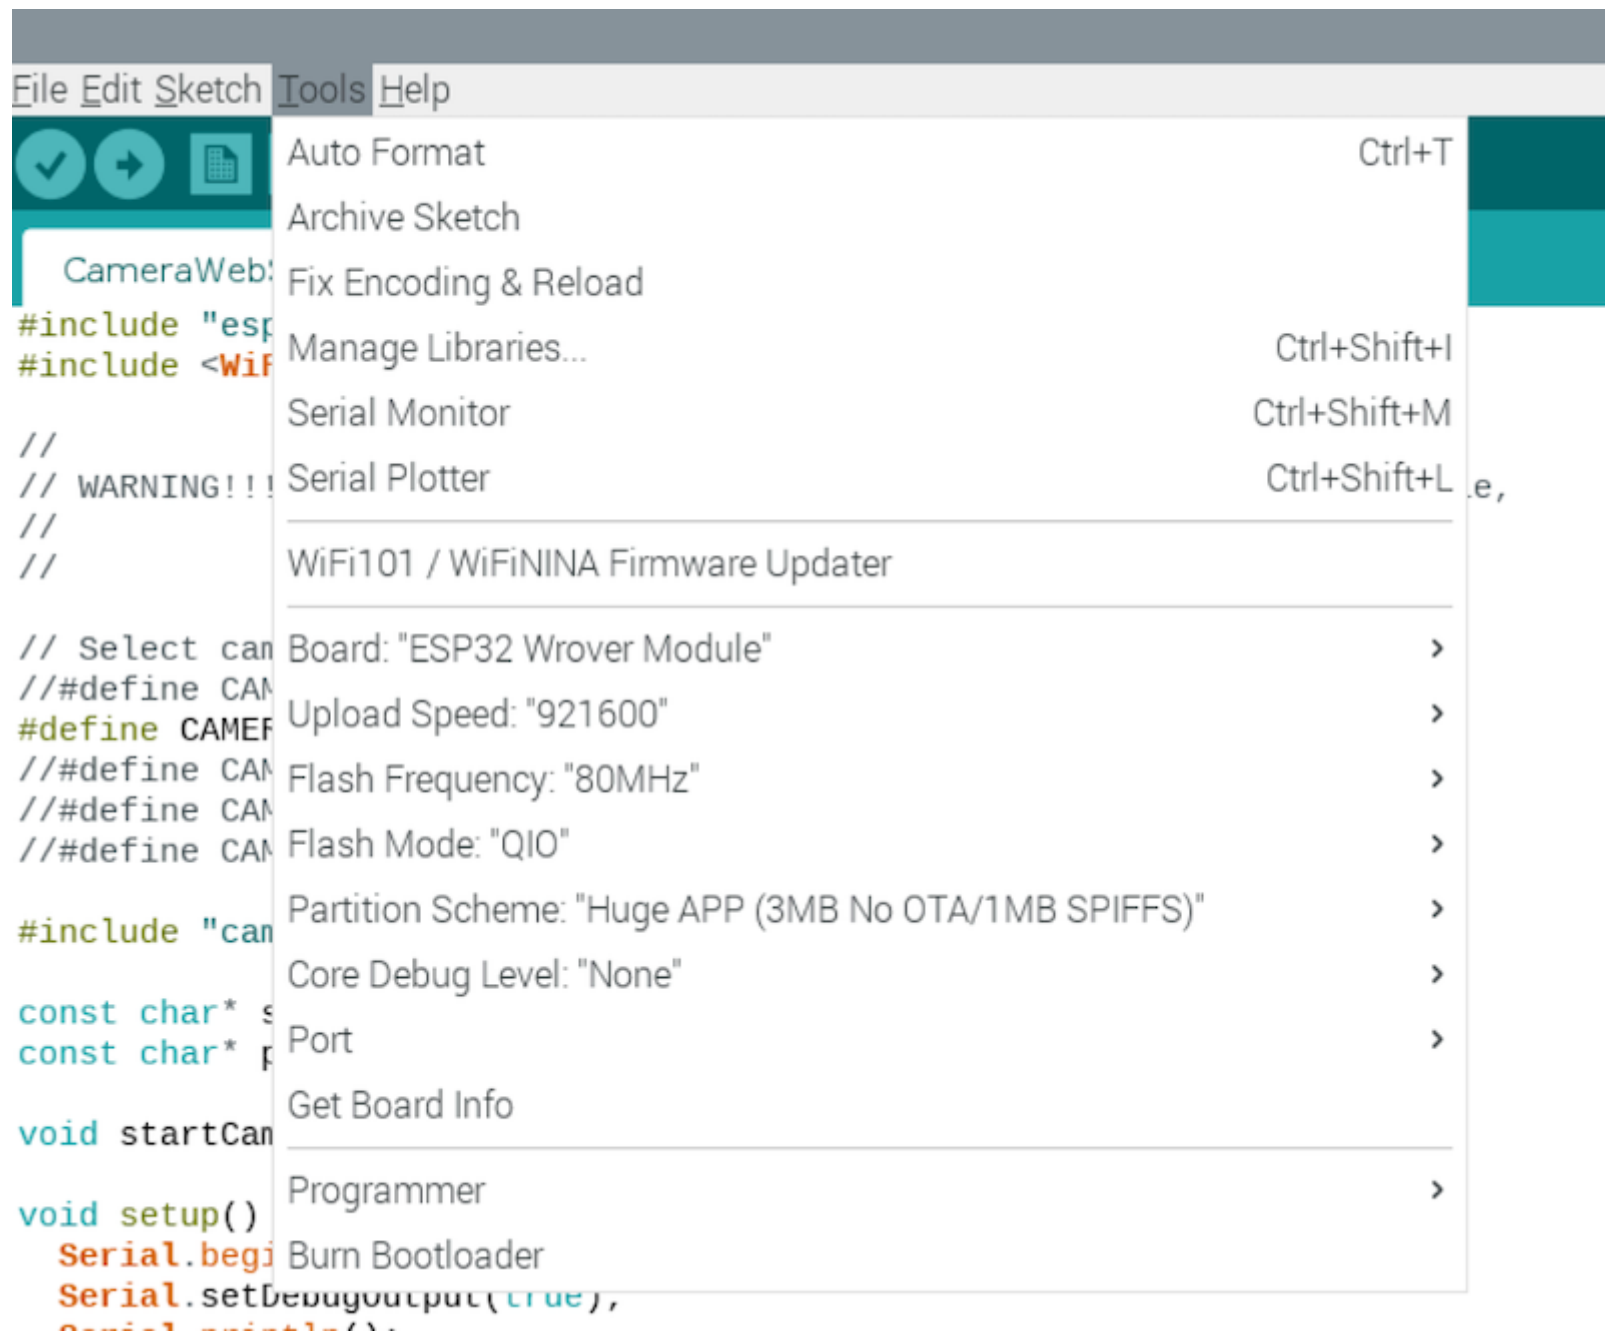 File Edit Sketch Tools Help
Auto Format Ctrl+T
Archive Sketch
Fix Encoding & Reload
Manage Libraries... Ctrl+Shift+I
Serial Monitor Ctrl+Shift+M
Serial Plotter Ctrl+Shift+L
WiFi101 / WiFiNINA Firmware Updater
Board: "ESP32 Wrover Module"
Upload Speed: "921600"
Flash Frequency: "80MHz"
Flash Mode: "QIO"
Partition Scheme: "Huge APP (3MB No OTA/1MB SPIFFS)"
Core Debug Level: "None"
Port
Get Board Info
Programmer
Burn Bootloader
CameraWeb
#include "esp
#include <WiF
//
// WARNING!!! e,
//
//
// Select cam
//#define CAM
#define CAMER
//#define CAM
//#define CAM
//#define CAM
#include "cam
const char* s
const char* p
void startCam
void setup()
Serial.begi
Serial.setDebugOutput(true);
Serial.println();